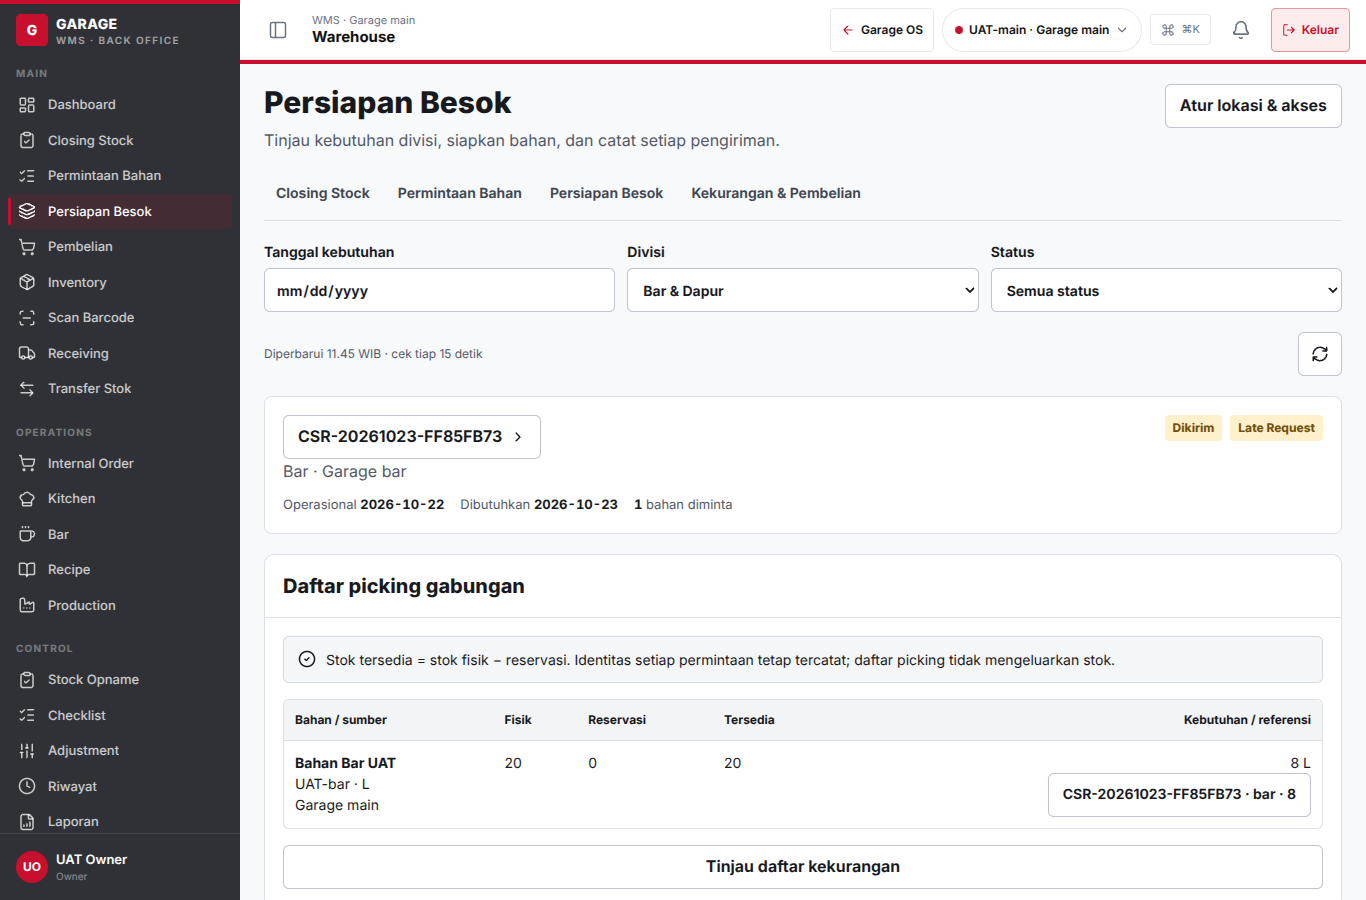 G
GARAGE
WMS · BACK OFFICE
MAIN
Dashboard
Closing Stock
Permintaan Bahan
Persiapan Besok
Pembelian
Inventory
Scan Barcode
Receiving
Transfer Stok
OPERATIONS
Internal Order
Kitchen
Bar
Recipe
Production
CONTROL
Stock Opname
Checklist
Adjustment
Riwayat
Laporan
UO
UAT Owner
Owner
WMS · Garage main
Warehouse
Garage OS
UAT-main · Garage main
⌘ ⌘K
Keluar
Persiapan Besok
Atur lokasi & akses
Tinjau kebutuhan divisi, siapkan bahan, dan catat setiap pengiriman.
Closing Stock Permintaan Bahan Persiapan Besok Kekurangan & Pembelian
Tanggal kebutuhan Divisi Status
mm/dd/yyyy Bar & Dapur Semua status
Diperbarui 11.45 WIB · cek tiap 15 detik
CSR-20261023-FF85FB73
Dikirim Late Request
Bar · Garage bar
Operasional 2026-10-22 Dibutuhkan 2026-10-23 1 bahan diminta
Daftar picking gabungan
Stok tersedia = stok fisik − reservasi. Identitas setiap permintaan tetap tercatat; daftar picking tidak mengeluarkan stok.
Bahan / sumber Fisik Reservasi Tersedia Kebutuhan / referensi
Bahan Bar UAT 20 0 20 8 L
UAT-bar · L
Garage main
CSR-20261023-FF85FB73 · bar · 8
Tinjau daftar kekurangan